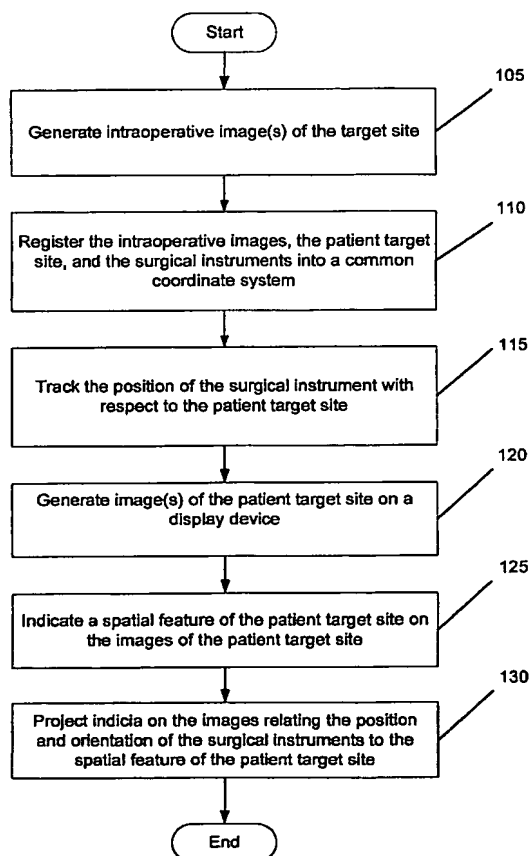 Start
105
Generate intraoperative image(s) of the target site
110
Register the intraoperative images, the patient target
site, and the surgical instruments into a common
coordinate system
115
Track the position of the surgical instrument with
respect to the patient target site
120
Generate image(s) of the patient target site on a
display device
125
Indicate a spatial feature of the patient target site on
the images of the patient target site
130
Project indicia on the images relating the position
and orientation of the surgical instruments to the
spatial feature of the patient target site
End